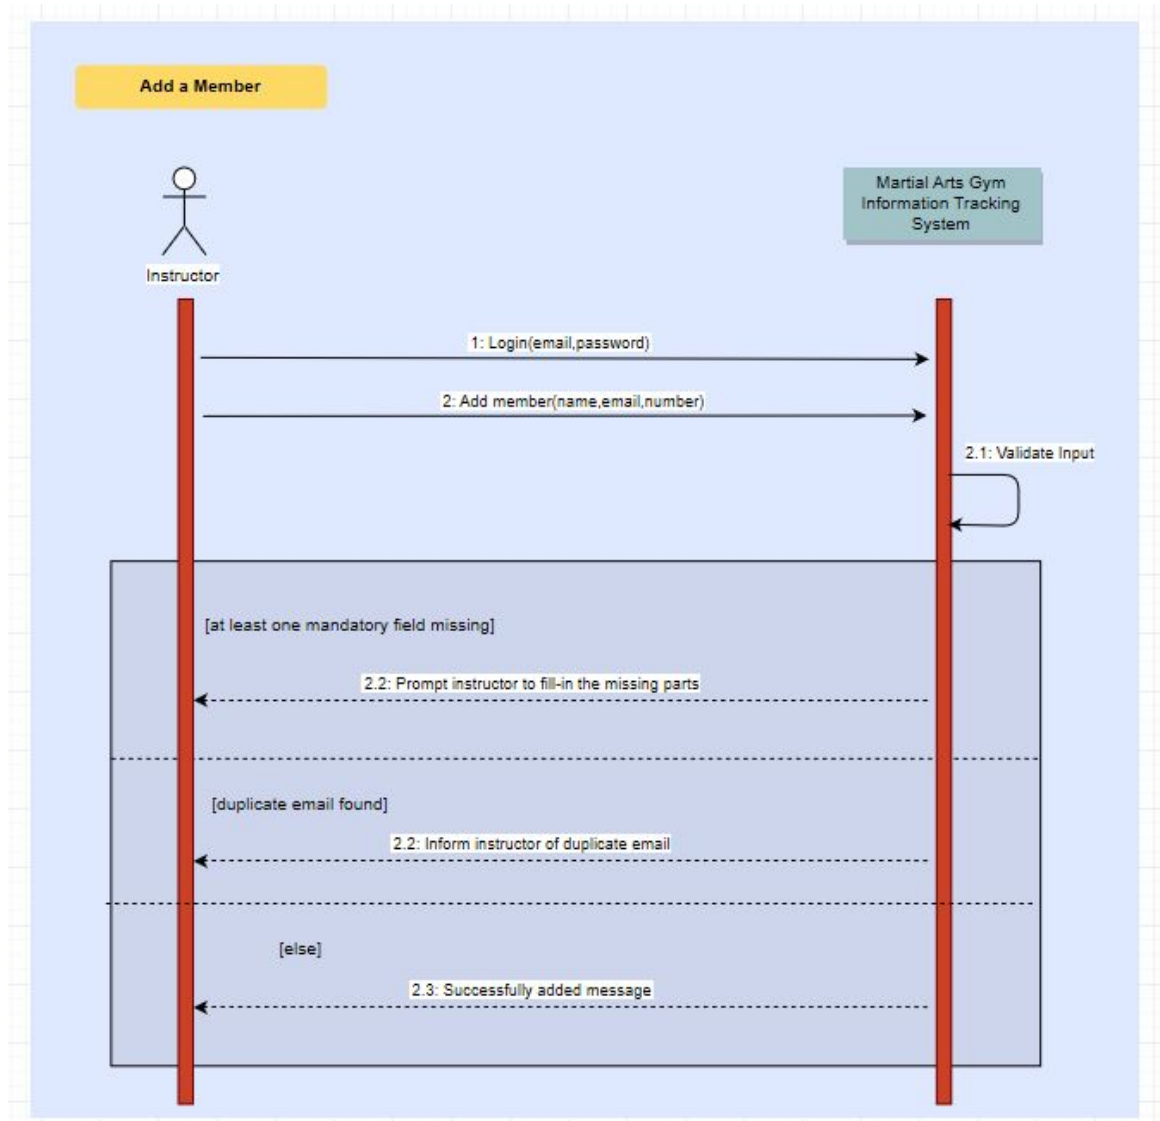 Add a Member
Martial Arts Gym
Information Tracking
System
Instructor
1: Login(email,password)
2: Add member(name,email,number)
2.1: Validate Input
[at least one mandatory field missing]
2.2: Prompt instructor to fill-in the missing parts
[duplicate email found]
2.2: Inform instructor of duplicate email
[else]
2.3: Successfully added message